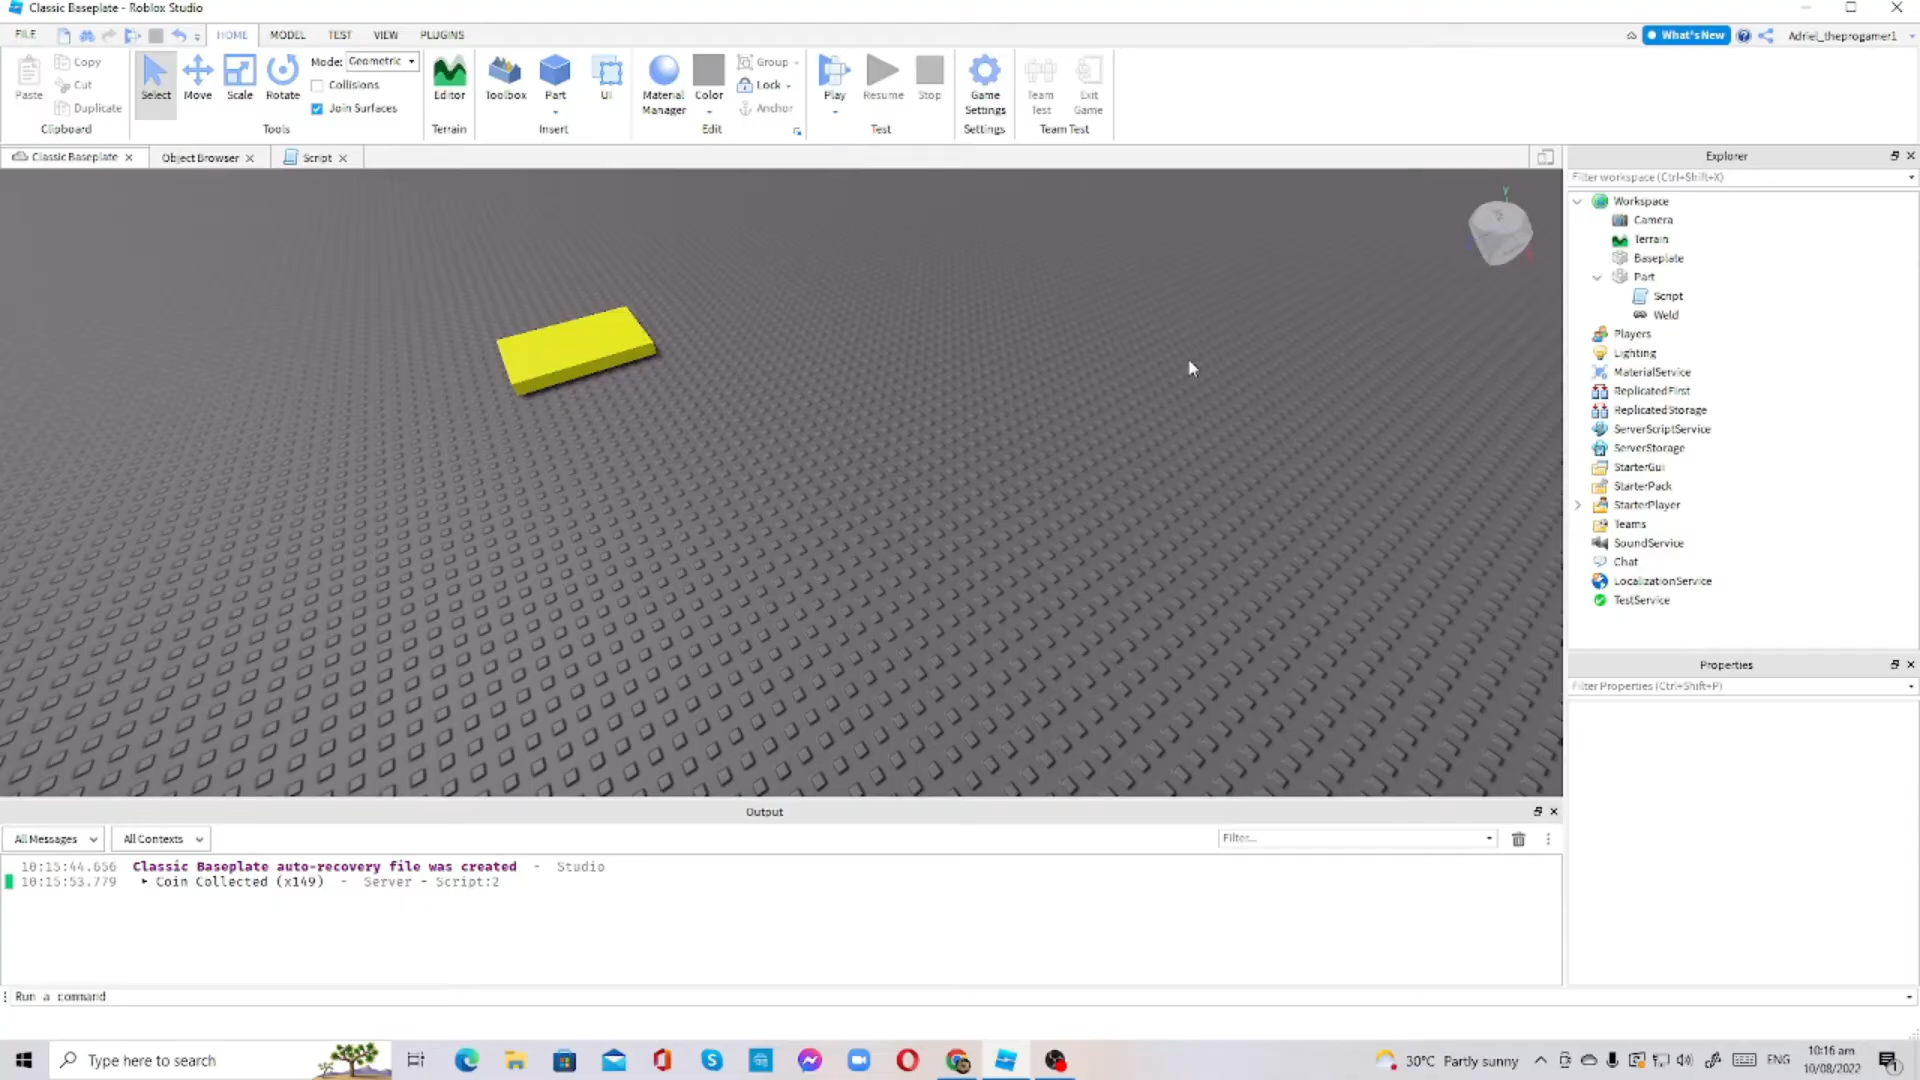 Classic Baseplate - Roblox Studio
FILE HOME MODEL TEST VIEW PLUGINS
What's New
Adriel_theprogamer1
Paste Copy Cut Duplicate
Clipboard
Select Move Scale Rotate
Mode: Geometric
Collisions
Join Surfaces
Tools
Editor
Terrain
Toolbox Part UI
Insert
Material Manager
Color
Group
Lock
Anchor
Edit
Play Resume Stop
Test
Game Settings
Settings
Team Test
Exit Game
Team Test
Classic Baseplate
Object Browser
Script
Y
Explorer
Filter workspace (Ctrl+Shift+X)
Workspace
Camera
Terrain
Baseplate
Part
Script
Weld
Players
Lighting
MaterialService
ReplicatedFirst
ReplicatedStorage
ServerScriptService
ServerStorage
StarterGui
StarterPack
StarterPlayer
Teams
SoundService
Chat
LocalizationService
TestService
Properties
Filter Properties (Ctrl+Shift+P)
Output
All Messages
All Contexts
Filter...
10:15:44.656 Classic Baseplate auto-recovery file was created - Studio
10:15:53.779 Coin Collected (x149) - Server - Script:2
Run a command
Type here to search
30°C Partly sunny
ENG
10:16 am
10/08/2022